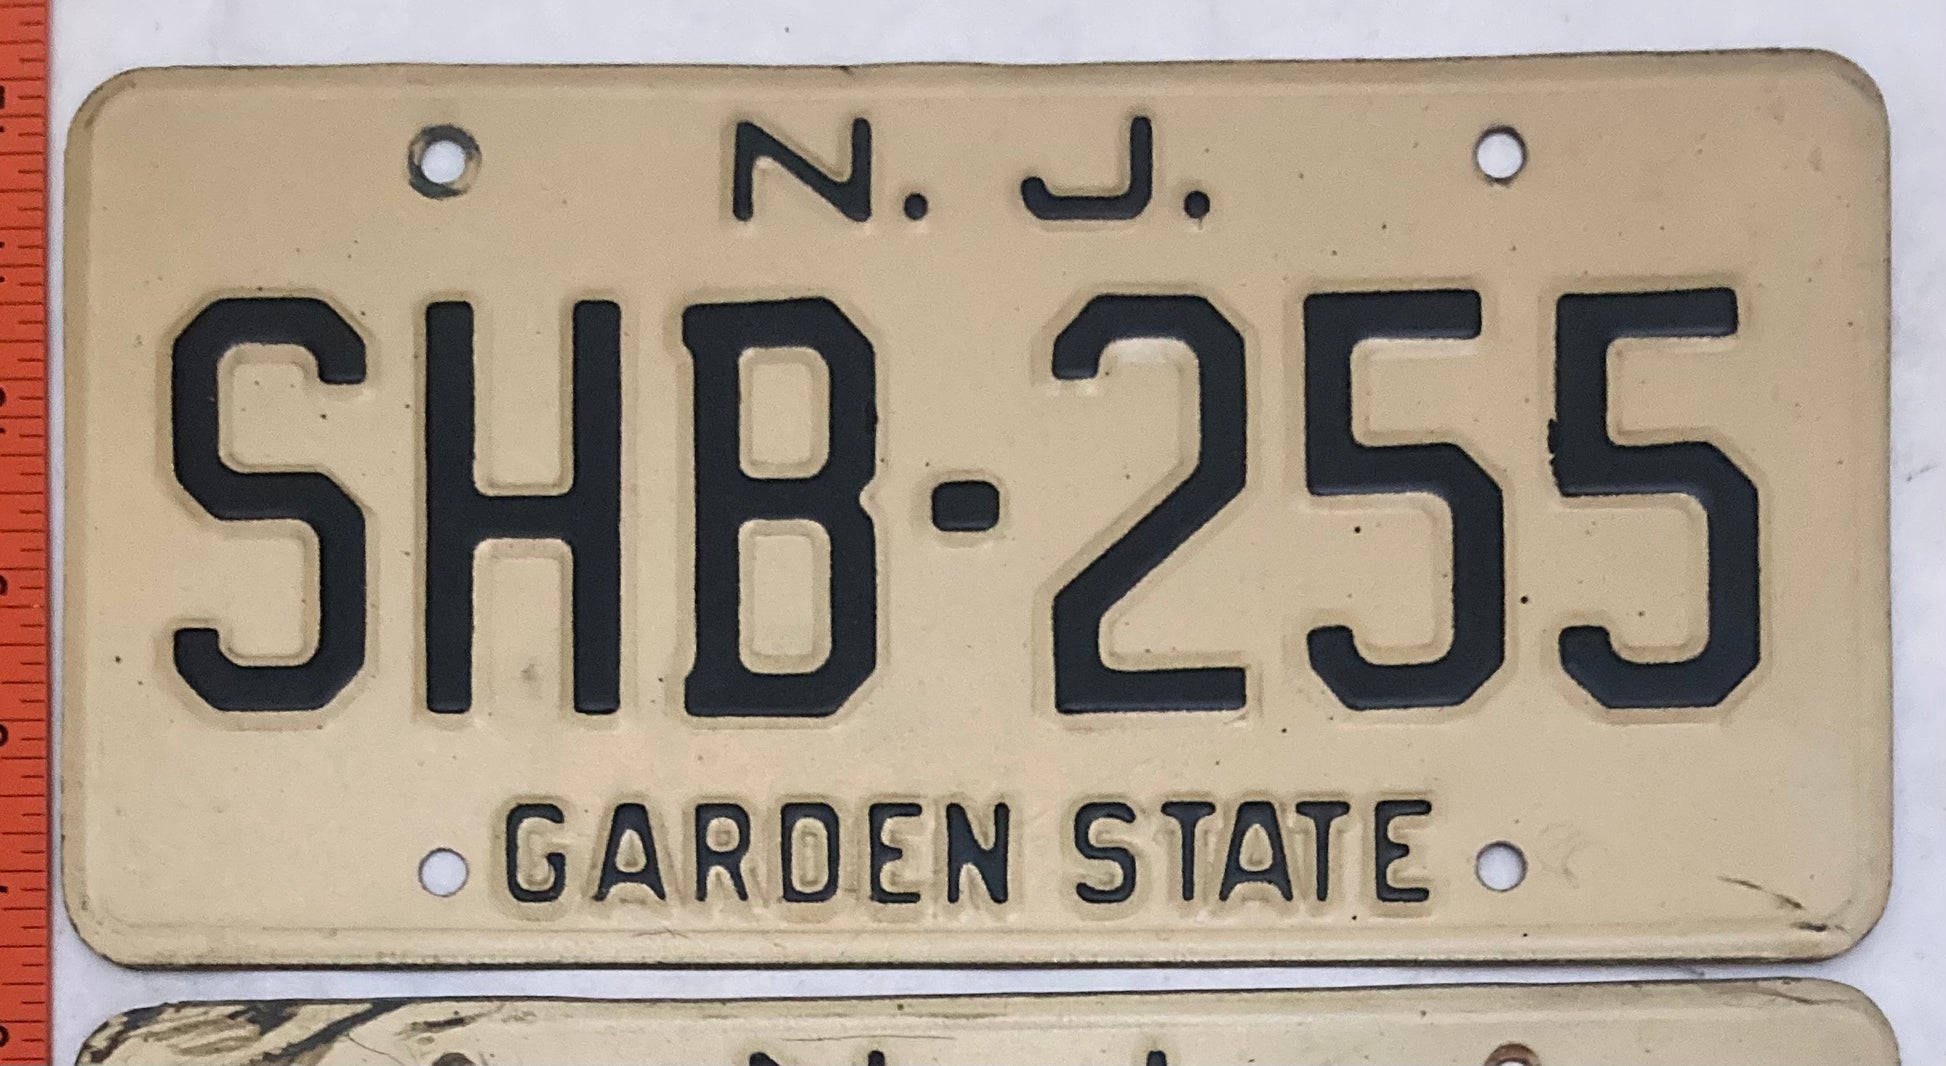 N. J.
SHB-255
GARDEN STATE